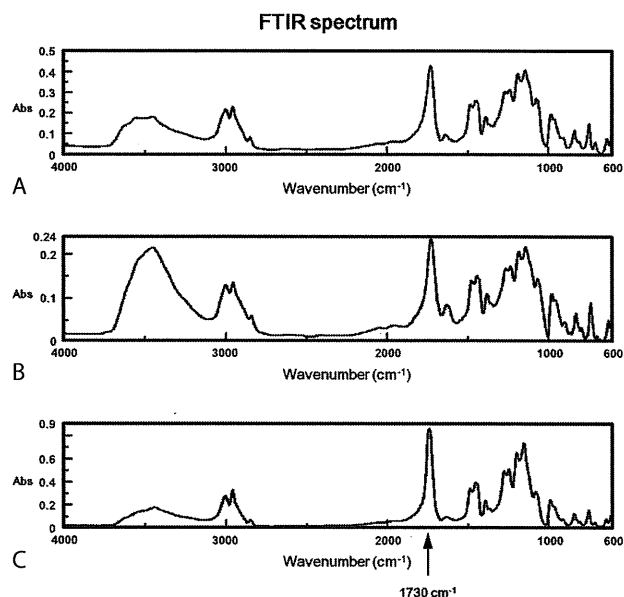 FTIR spectrum
0.5
0.4
0.3
Abs 0.2
0.1
0
4000 3000 2000 1000 600
A Wavenumber (cm-1)
0.24
0.2
Abs 0.1
0
4000 3000 2000 1000 600
B Wavenumber (cm-1)
0.9
0.6
Abs 0.4
0.2
0
4000 3000 2000 1000 600
C Wavenumber (cm-1)
1730 cm-1